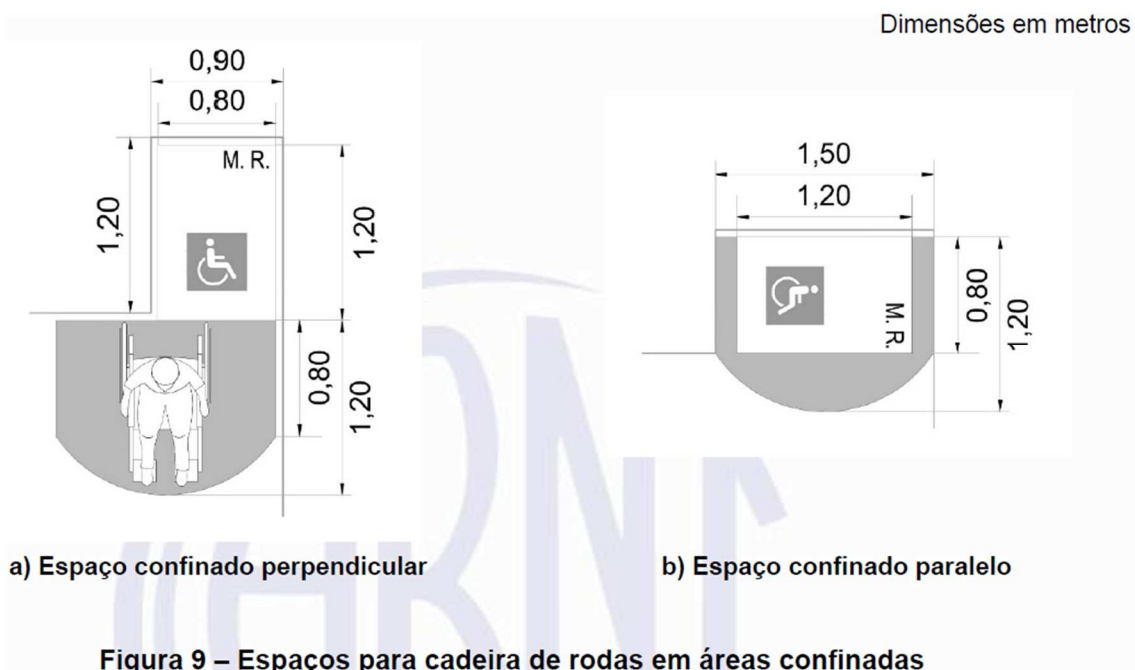 Dimensões em metros
0,90
0,80
M. R.
1,20
1,20
0,80
1,20
a) Espaço confinado perpendicular
1,50
1,20
M. R.
0,80
1,20
b) Espaço confinado paralelo
Figura 9 – Espaços para cadeira de rodas em áreas confinadas